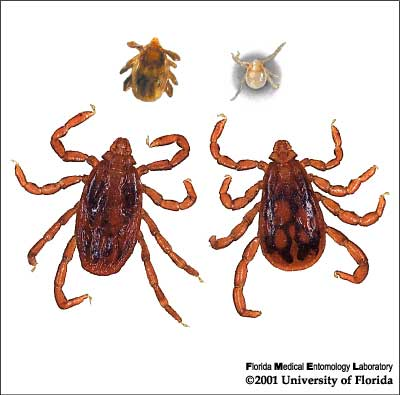 Florida Medical Entomology Laboratory
©2001 University of Florida